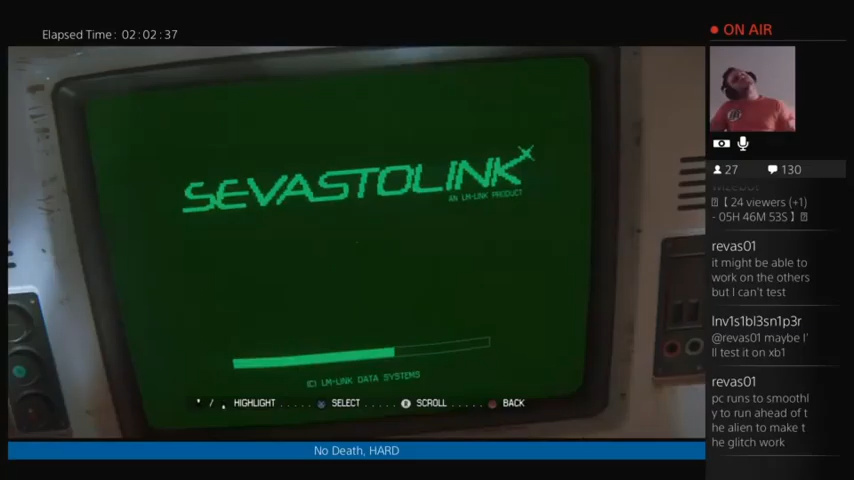 Elapsed Time: 02:02:37
ON AIR
SEVASTOLINK
AN LM-LINK PRODUCT
(C) LM-LINK DATA SYSTEMS
HIGHLIGHT ..... SELECT ..... SCROLL ..... BACK
No Death, HARD
27 130
【 24 viewers (+1)
- 05H 46M 53S 】
revas01
it might be able to
work on the others
but I can't test
Inv1s1bl3sn1p3r
@revas01 maybe I'
ll test it on xb1
revas01
pc runs to smoothl
y to run ahead of t
he alien to make t
he glitch work